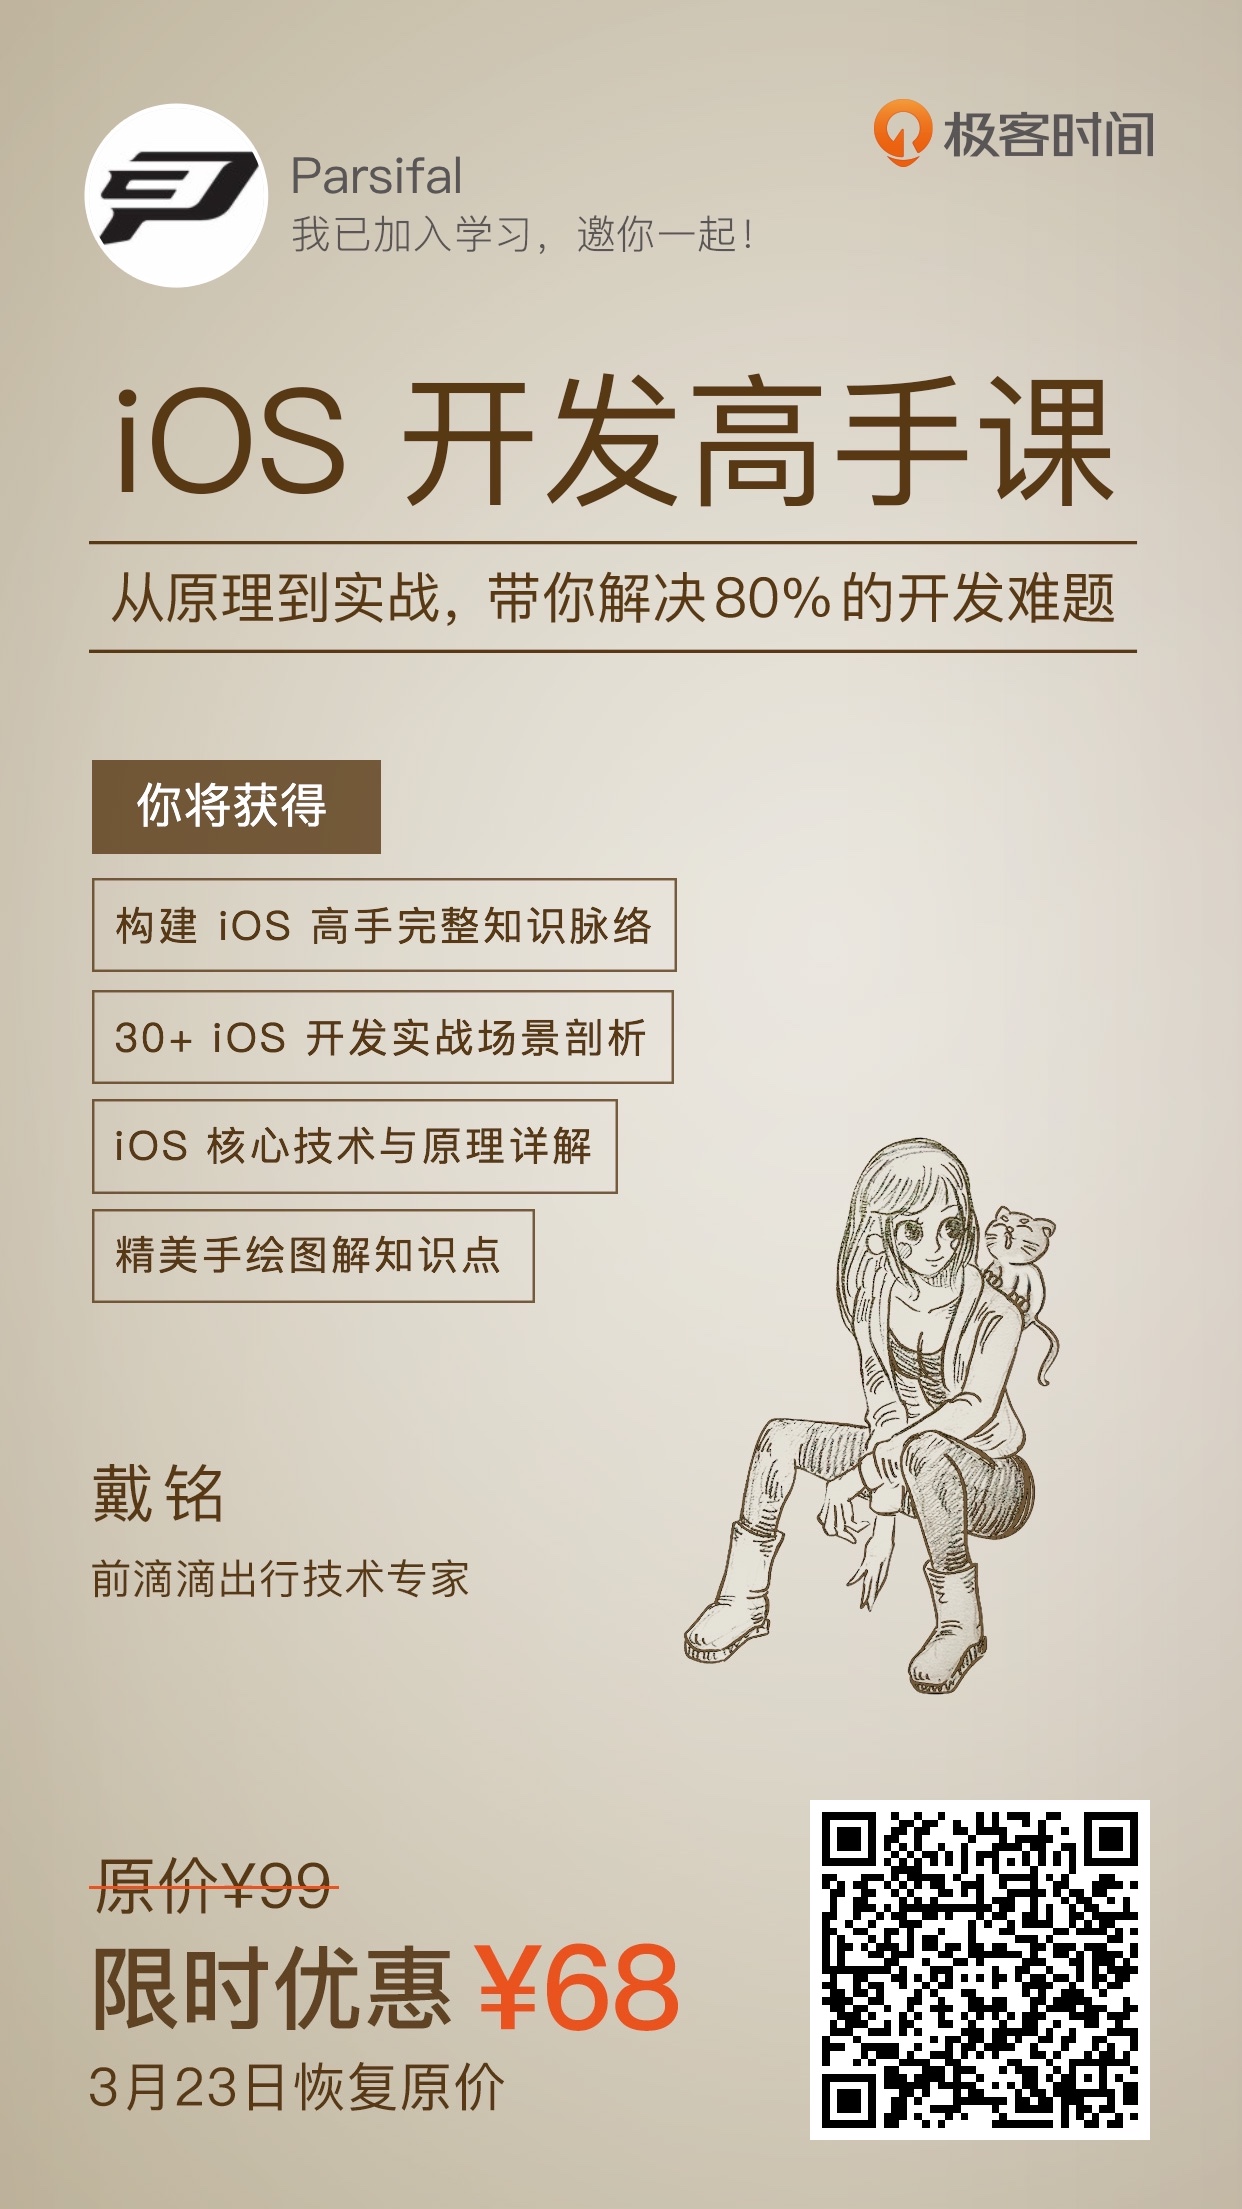 极客时间
Parsifal
我已加入学习，邀你一起！
iOS 开发高手课
从原理到实战，带你解决80%的开发难题
你将获得
构建 iOS 高手完整知识脉络
30+ iOS 开发实战场景剖析
iOS 核心技术与原理详解
精美手绘图解知识点
戴铭
前滴滴出行技术专家
原价¥99
限时优惠 ¥68
3月23日恢复原价